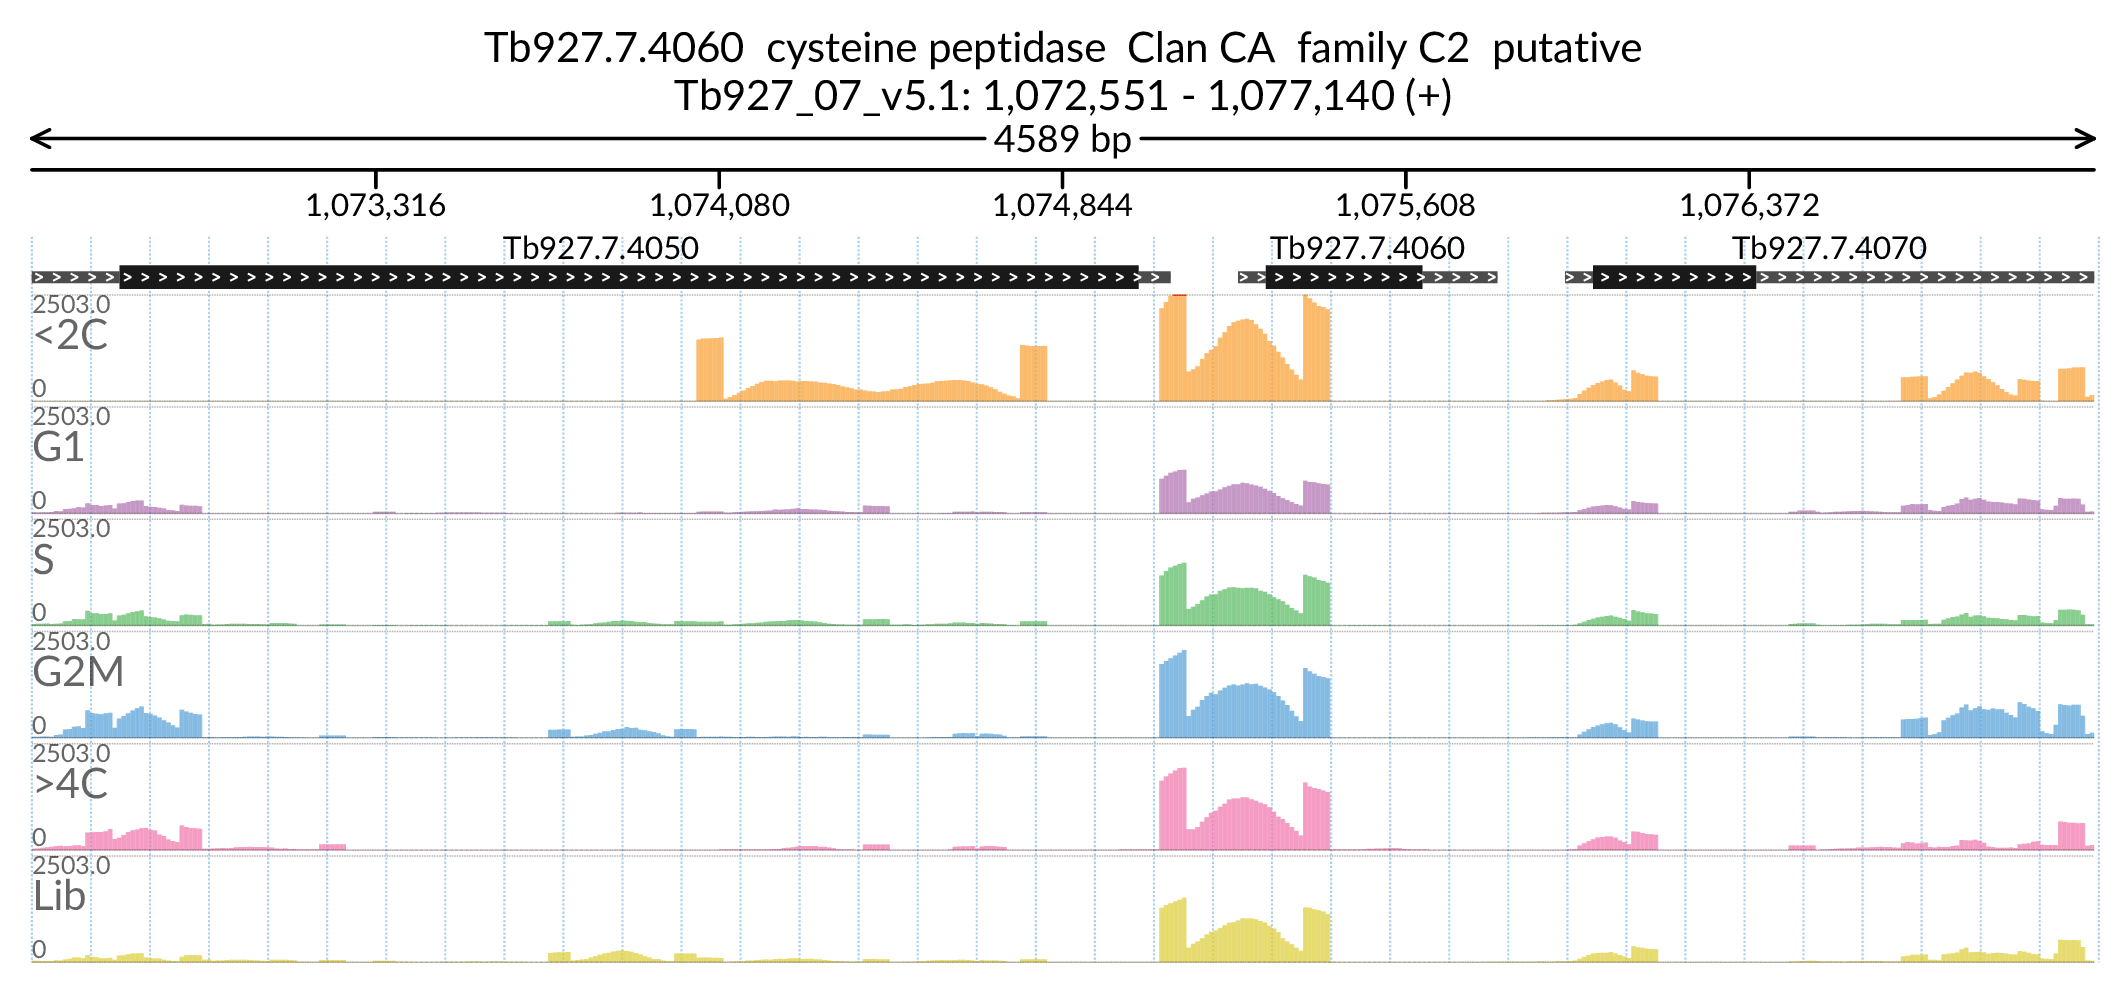 Tb927.7.4060 cysteine peptidase Clan CA family C2 putative
Tb927_07_v5.1: 1,072,551 - 1,077,140 (+)
4589 bp
1,073,316 1,074,080 1,074,844 1,075,608 1,076,372
Tb927.7.4050 Tb927.7.4060 Tb927.7.4070
2503.0
<2C
0
2503.0
G1
0
2503.0
S
0
2503.0
G2M
0
2503.0
>4C
0
2503.0
Lib
0